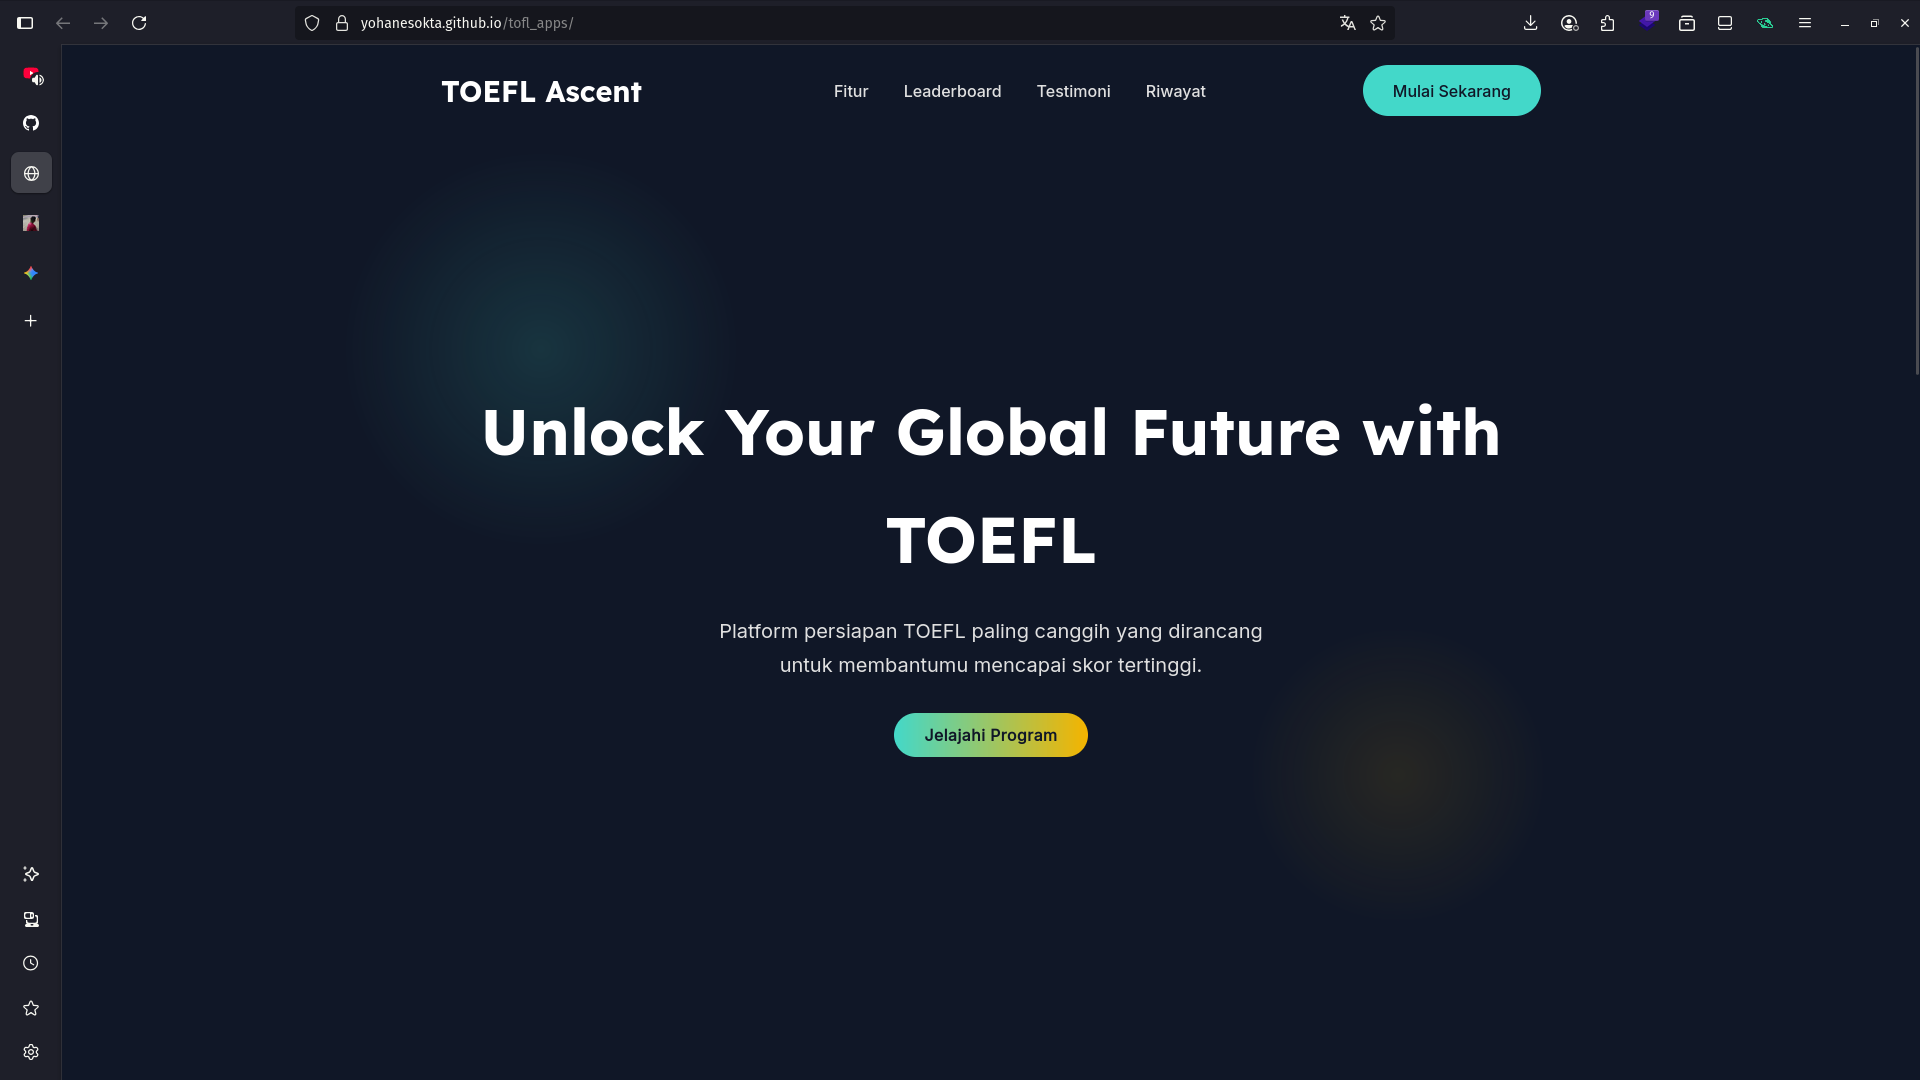 yohanesokta.github.io/tofl_apps/
9
TOEFL Ascent
Fitur
Leaderboard
Testimoni
Riwayat
Mulai Sekarang
Unlock Your Global Future with
TOEFL
Platform persiapan TOEFL paling canggih yang dirancang
untuk membantumu mencapai skor tertinggi.
Jelajahi Program